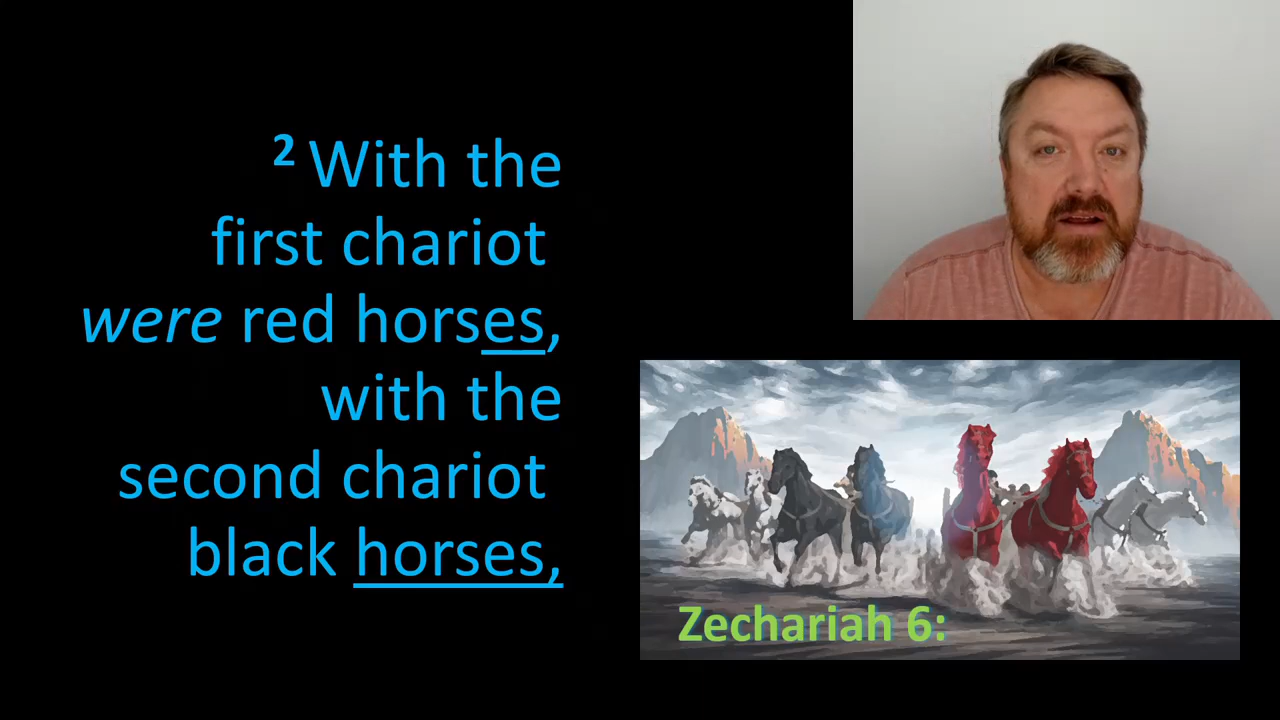 2 With the
first chariot
were red horses,
with the
second chariot
black horses,
Zechariah 6: